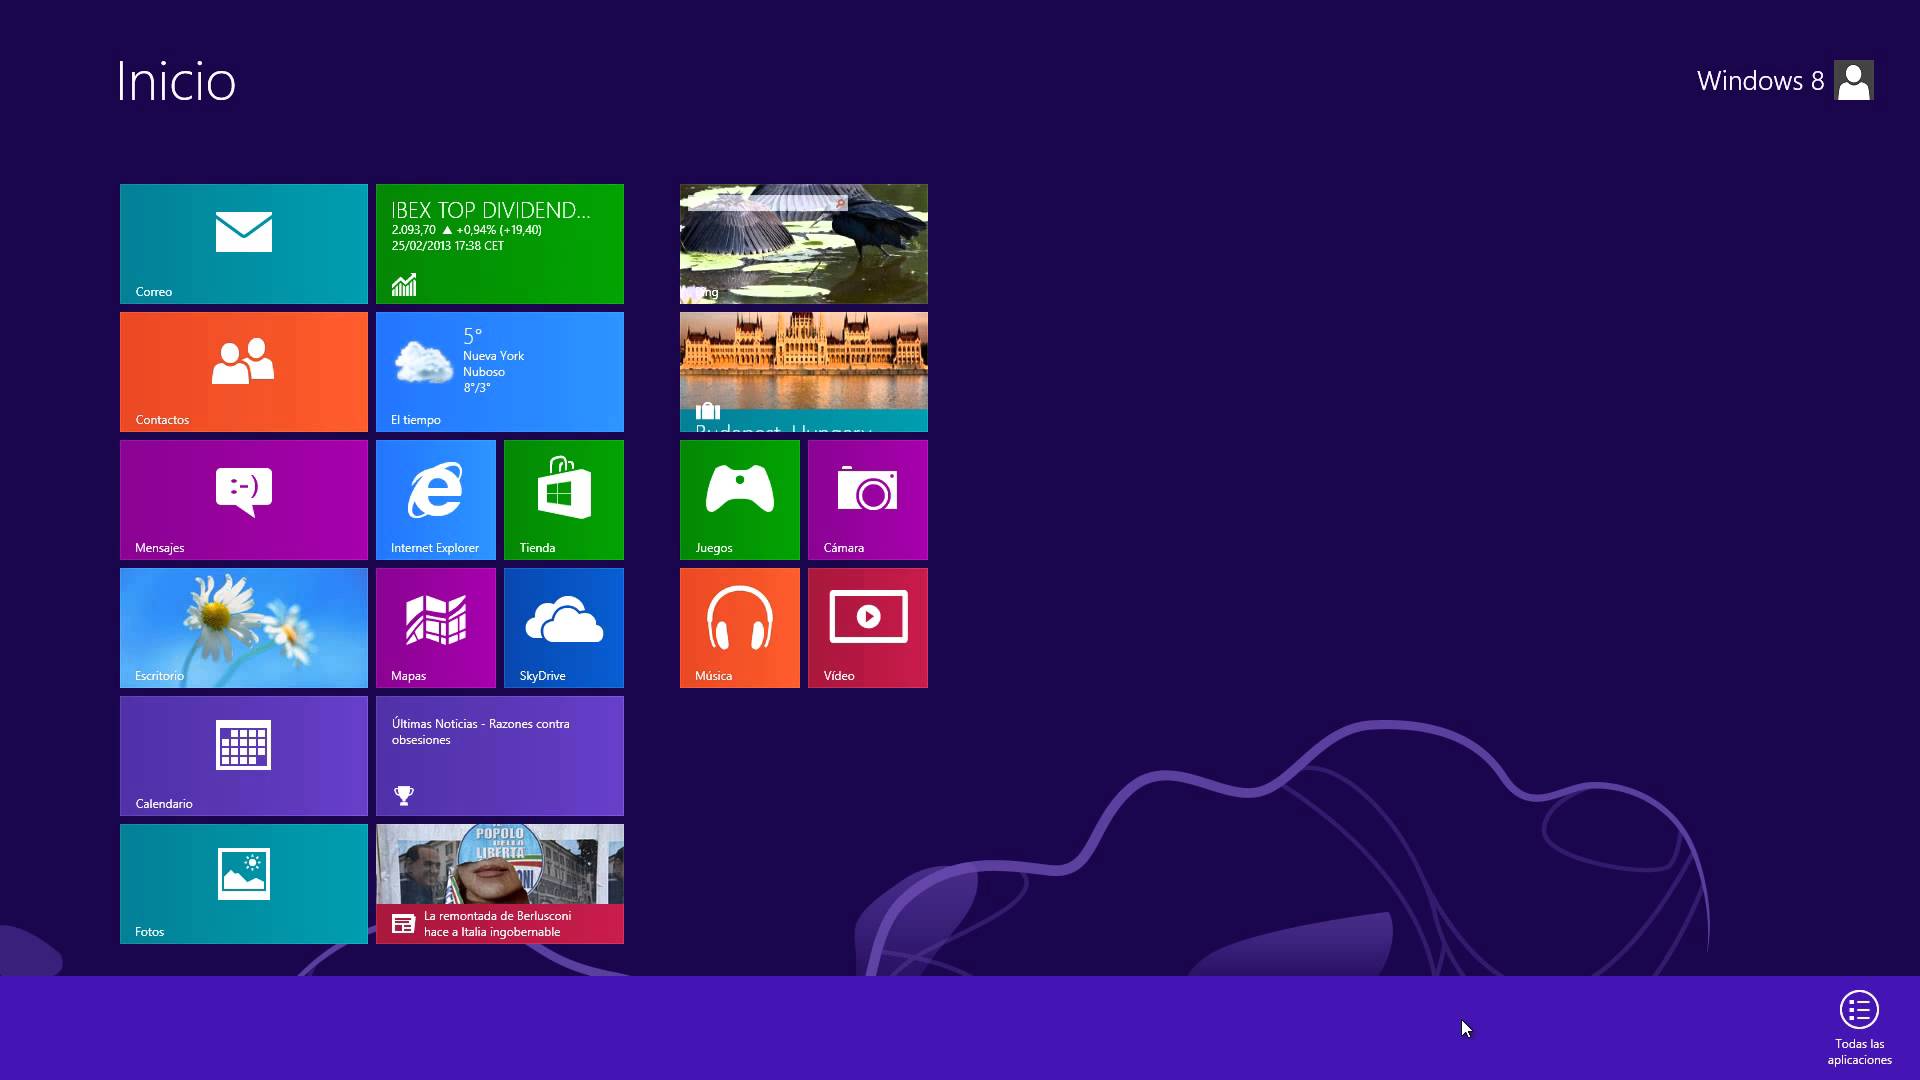 Inicio
Windows 8
Correo
IBEX TOP DIVIDEND...
2.093,70 ▲ +0,94% (+19,40)
25/02/2013 17:38 CET
Contactos
5°
Nueva York
Nuboso
8°/3°
El tiempo
Budapest, Hungary
Mensajes
:-)
Internet Explorer
Tienda
Juegos
Cámara
Escritorio
Mapas
SkyDrive
Música
Vídeo
Calendario
Últimas Noticias - Razones contra
obsesiones
Fotos
POPOLO
DELLA
LIBERTA
La remontada de Berlusconi
hace a Italia ingobernable
Todas las
aplicaciones